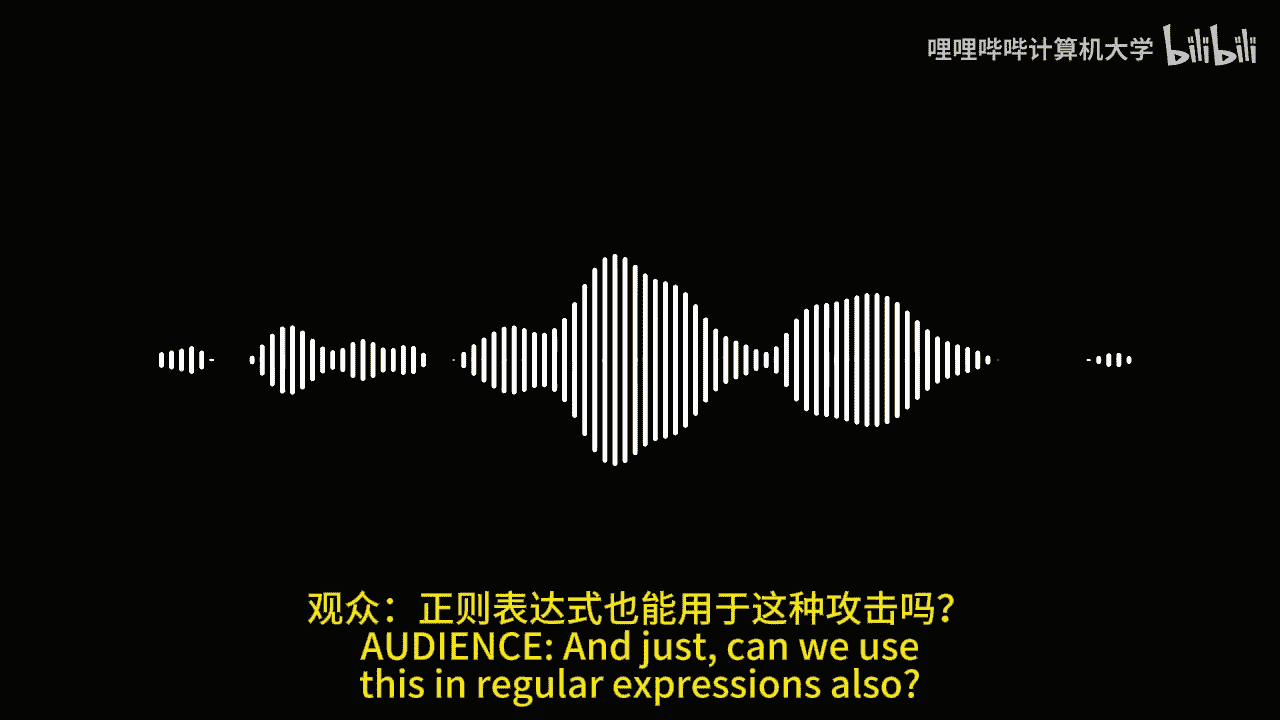 哩哩哔哔计算机大学 bilibili
观众：正则表达式也能用于这种攻击吗？
AUDIENCE: And just, can we use
this in regular expressions also?